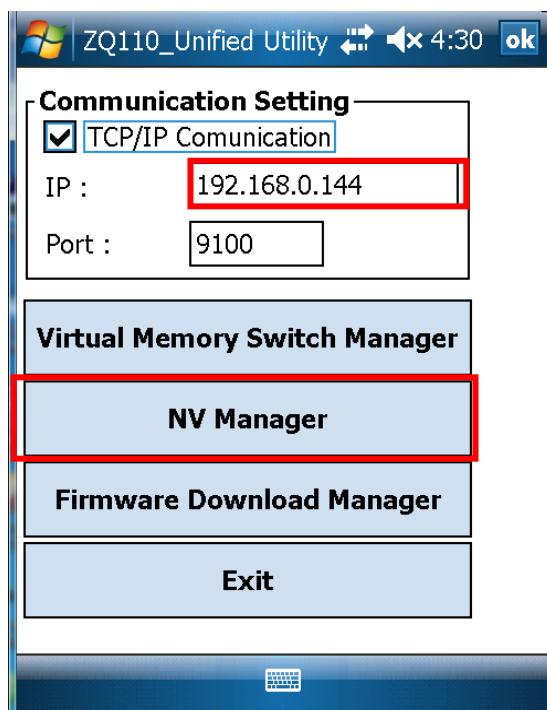 ZQ110_Unified Utility 4:30 ok
Communication Setting
TCP/IP Comunication
IP : 192.168.0.144
Port : 9100
Virtual Memory Switch Manager
NV Manager
Firmware Download Manager
Exit